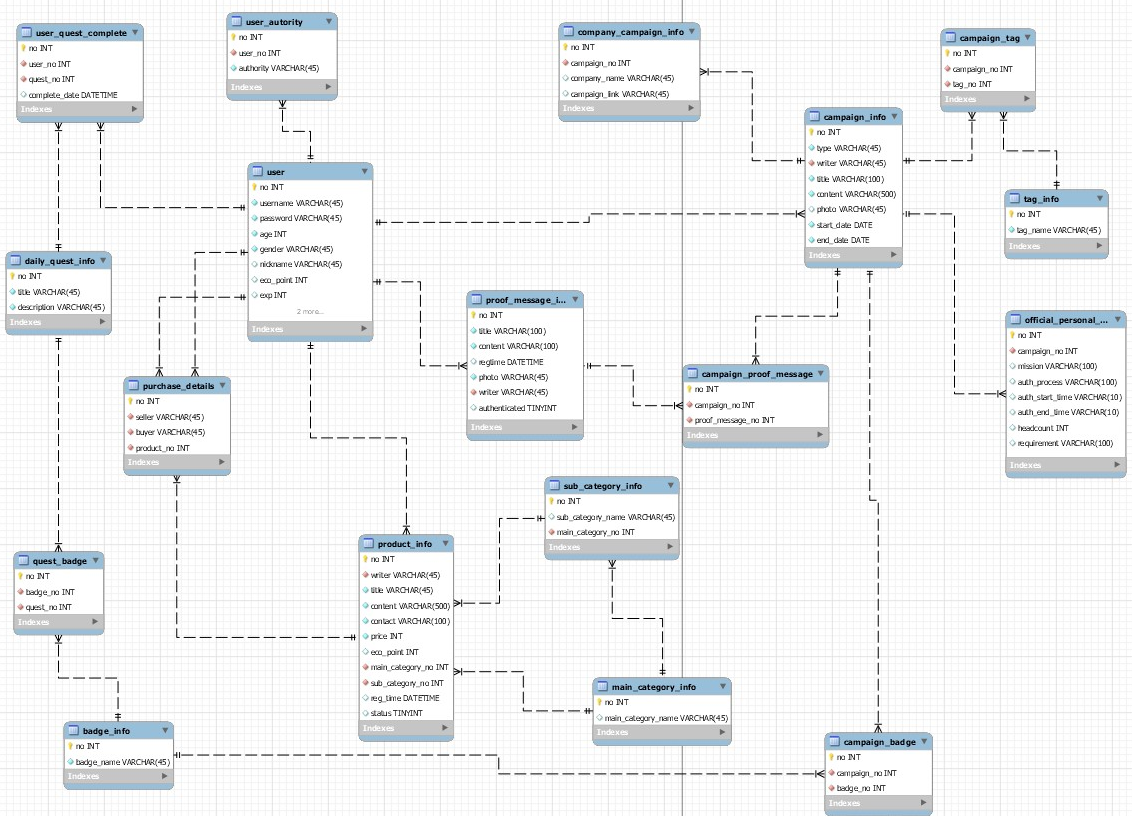 user_quest_complete
no INT
user_no INT
quest_no INT
complete_date DATETIME
Indexes
user_autority
no INT
user_no INT
authority VARCHAR(45)
Indexes
company_campaign_info
no INT
campaign_no INT
company_name VARCHAR(45)
campaign_link VARCHAR(45)
Indexes
campaign_tag
no INT
campaign_no INT
tag_no INT
Indexes
campaign_info
no INT
type VARCHAR(45)
writer VARCHAR(45)
title VARCHAR(100)
content VARCHAR(500)
photo VARCHAR(45)
start_date DATE
end_date DATE
Indexes
user
no INT
username VARCHAR(45)
password VARCHAR(45)
age INT
gender VARCHAR(45)
nickname VARCHAR(45)
eco_point INT
exp INT
2 more...
Indexes
tag_info
no INT
tag_name VARCHAR(45)
Indexes
daily_quest_info
no INT
title VARCHAR(45)
description VARCHAR(45)
Indexes
proof_message_i...
no INT
title VARCHAR(100)
content VARCHAR(100)
regtime DATETIME
photo VARCHAR(45)
writer VARCHAR(45)
authenticated TINYINT
Indexes
official_personal_...
no INT
campaign_no INT
mission VARCHAR(100)
auth_process VARCHAR(100)
auth_start_time VARCHAR(10)
auth_end_time VARCHAR(10)
headcount INT
requirement VARCHAR(100)
Indexes
campaign_proof_message
no INT
campaign_no INT
proof_message_no INT
Indexes
purchase_details
no INT
seller VARCHAR(45)
buyer VARCHAR(45)
product_no INT
Indexes
sub_category_info
no INT
sub_category_name VARCHAR(45)
main_category_no INT
Indexes
product_info
no INT
writer VARCHAR(45)
title VARCHAR(45)
content VARCHAR(500)
contact VARCHAR(100)
price INT
eco_point INT
main_category_no INT
sub_category_no INT
reg_time DATETIME
status TINYINT
Indexes
quest_badge
no INT
badge_no INT
quest_no INT
Indexes
main_category_info
no INT
main_category_name VARCHAR(45)
Indexes
badge_info
no INT
badge_name VARCHAR(45)
Indexes
campaign_badge
no INT
campaign_no INT
badge_no INT
Indexes